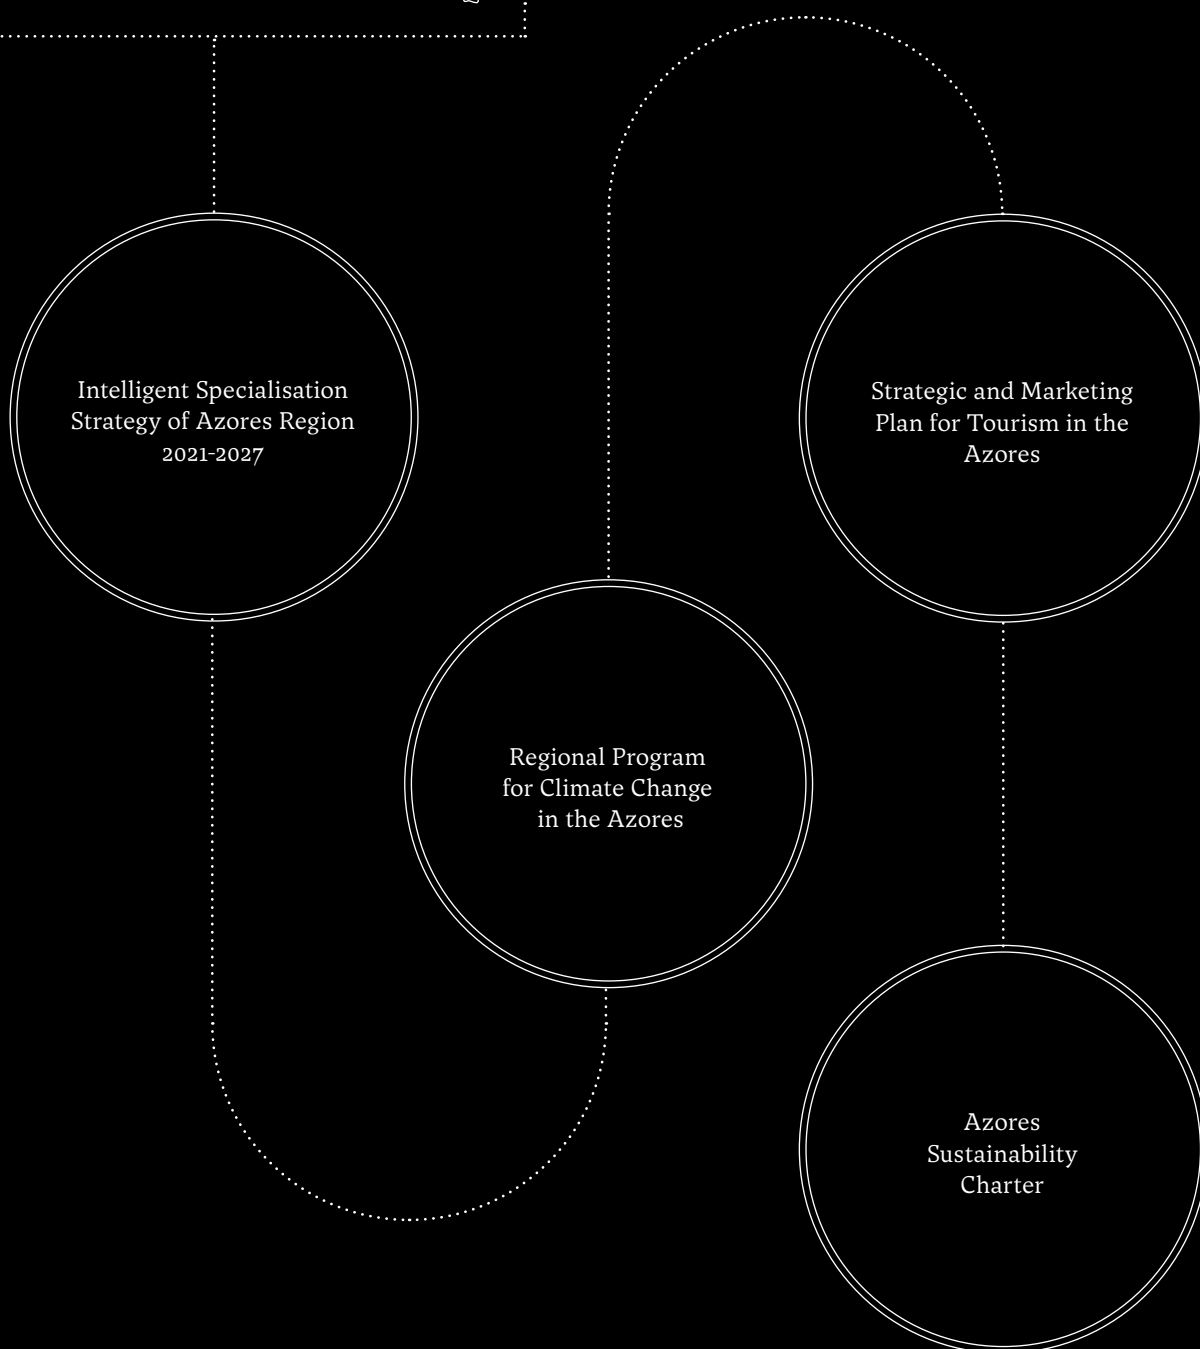 Intelligent Specialisation
Strategy of Azores Region
2021-2027
Strategic and Marketing
Plan for Tourism in the
Azores
Regional Program
for Climate Change
in the Azores
Azores
Sustainability
Charter